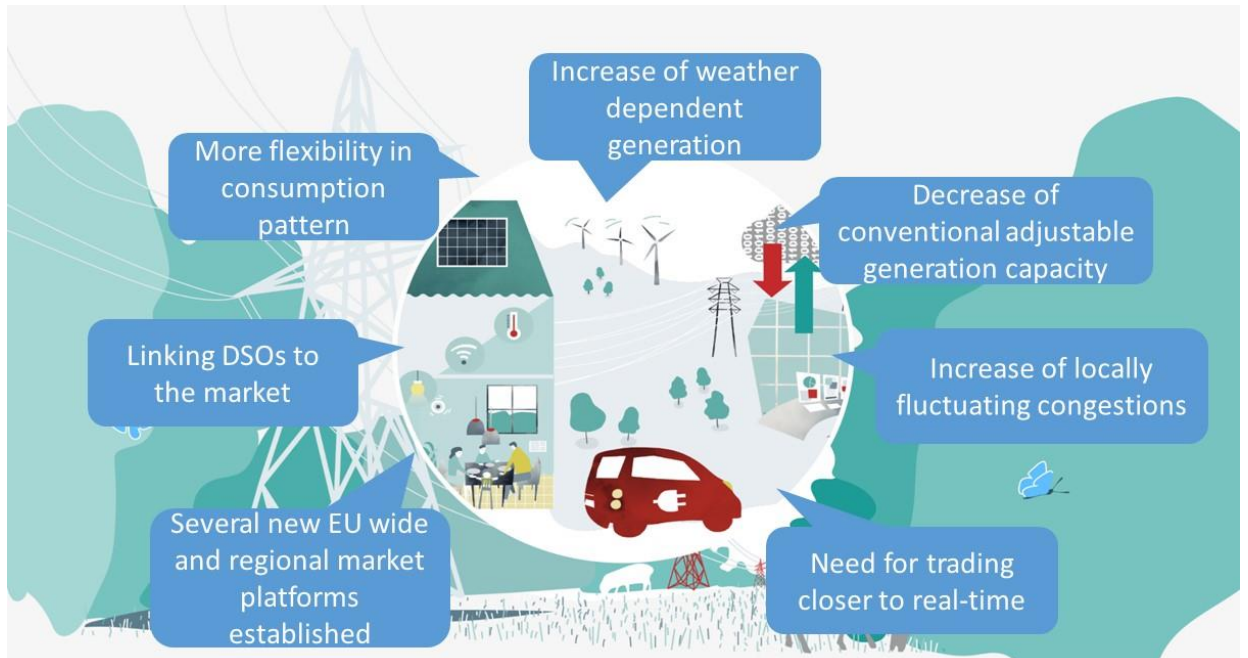 Increase of weather
dependent
generation
More flexibility in
consumption
pattern
Decrease of
conventional adjustable
generation capacity
Linking DSOs to
the market
Increase of locally
fluctuating congestions
Several new EU wide
and regional market
platforms
established
Need for trading
closer to real-time